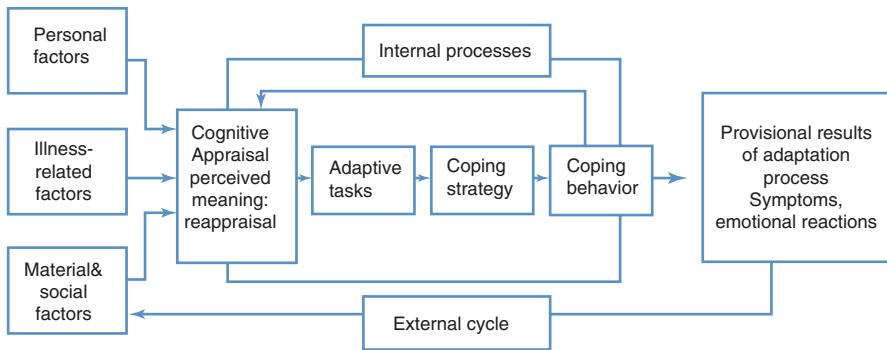 Personal
factors
Illness-
related
factors
Material&
social
factors
Internal processes
Cognitive
Appraisal
perceived
meaning:
reappraisal
Adaptive
tasks
Coping
strategy
Coping
behavior
Provisional results
of adaptation
process
Symptoms,
emotional reactions
External cycle